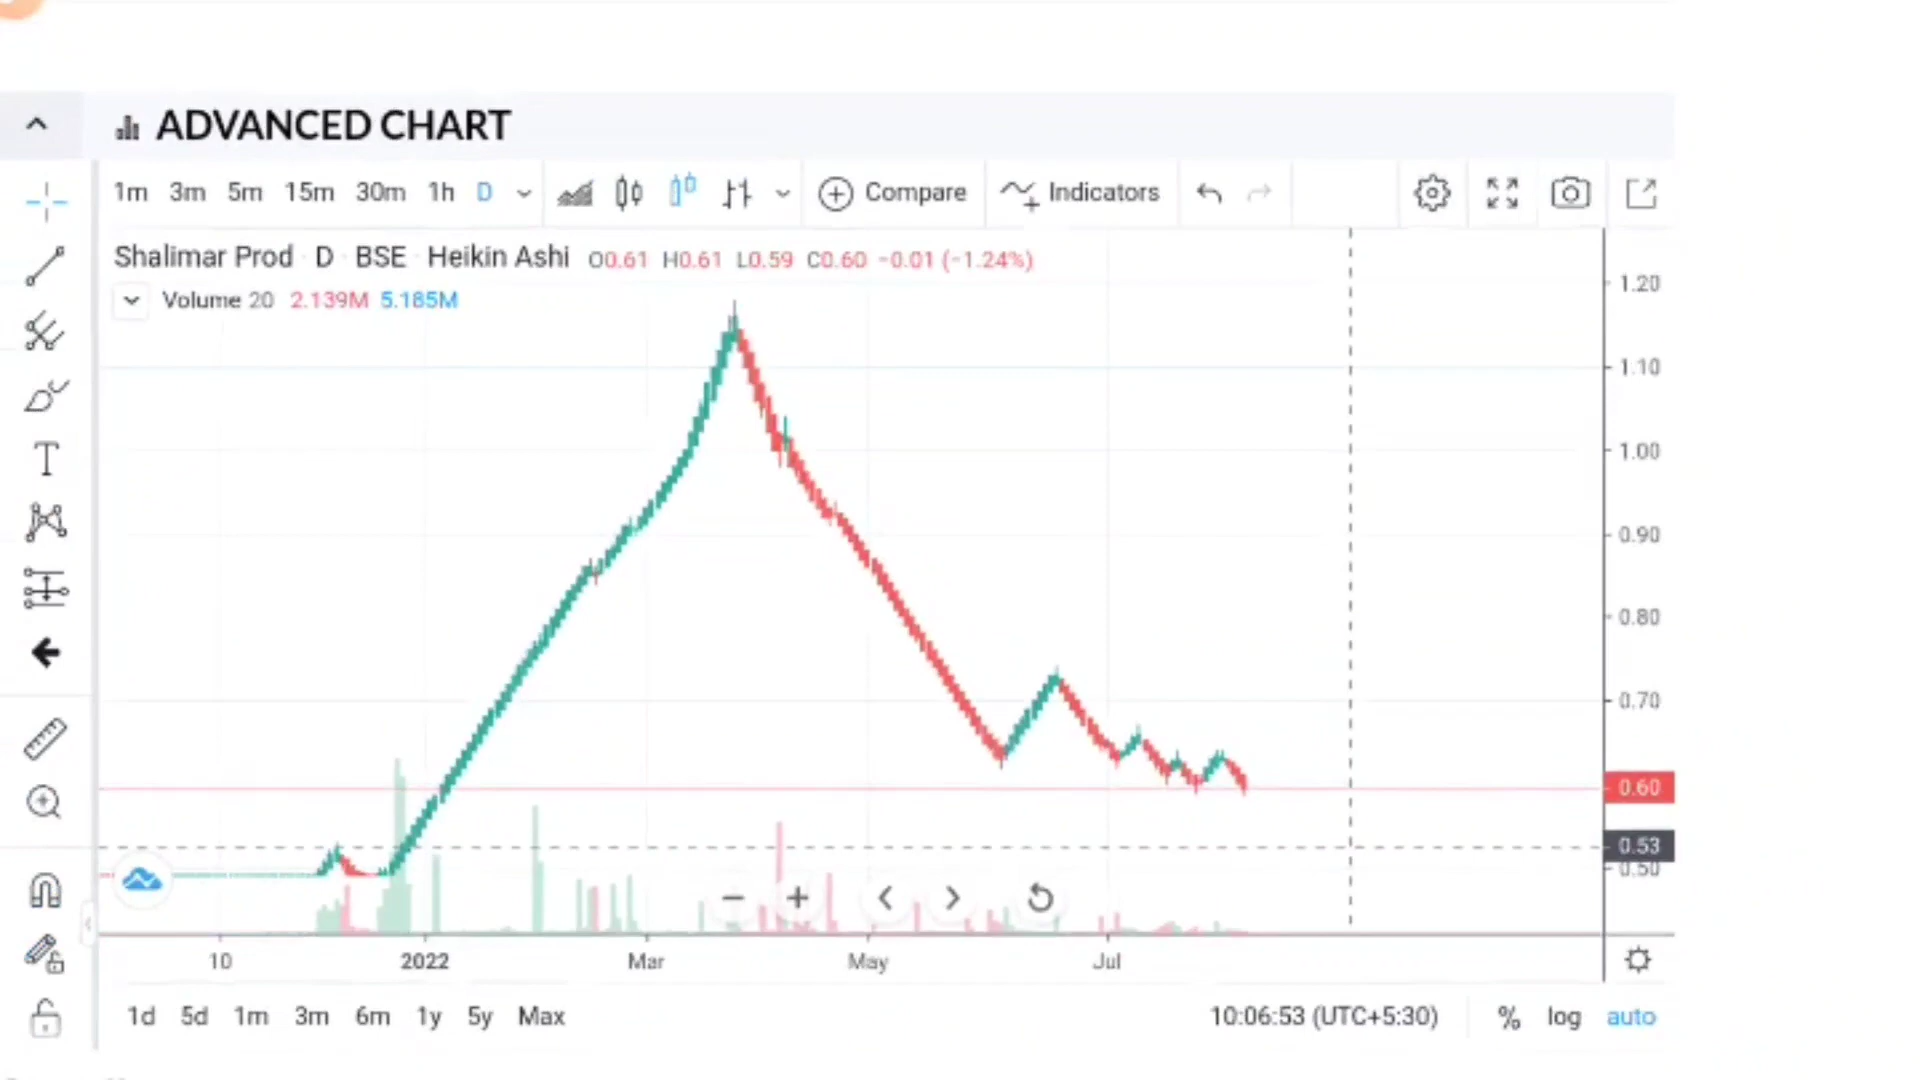 ADVANCED CHART
1m 3m 5m 15m 30m 1h D Compare Indicators
Shalimar Prod D BSE Heikin Ashi O0.61 H0.61 L0.59 C0.60 −0.01 (−1.24%)
Volume 20 2.139M 5.185M
1.20
1.10
1.00
0.90
0.80
0.70
0.60
0.53
0.50
10 2022 Mar May Jul
1d 5d 1m 3m 6m 1y 5y Max 10:06:53 (UTC+5:30) % log auto